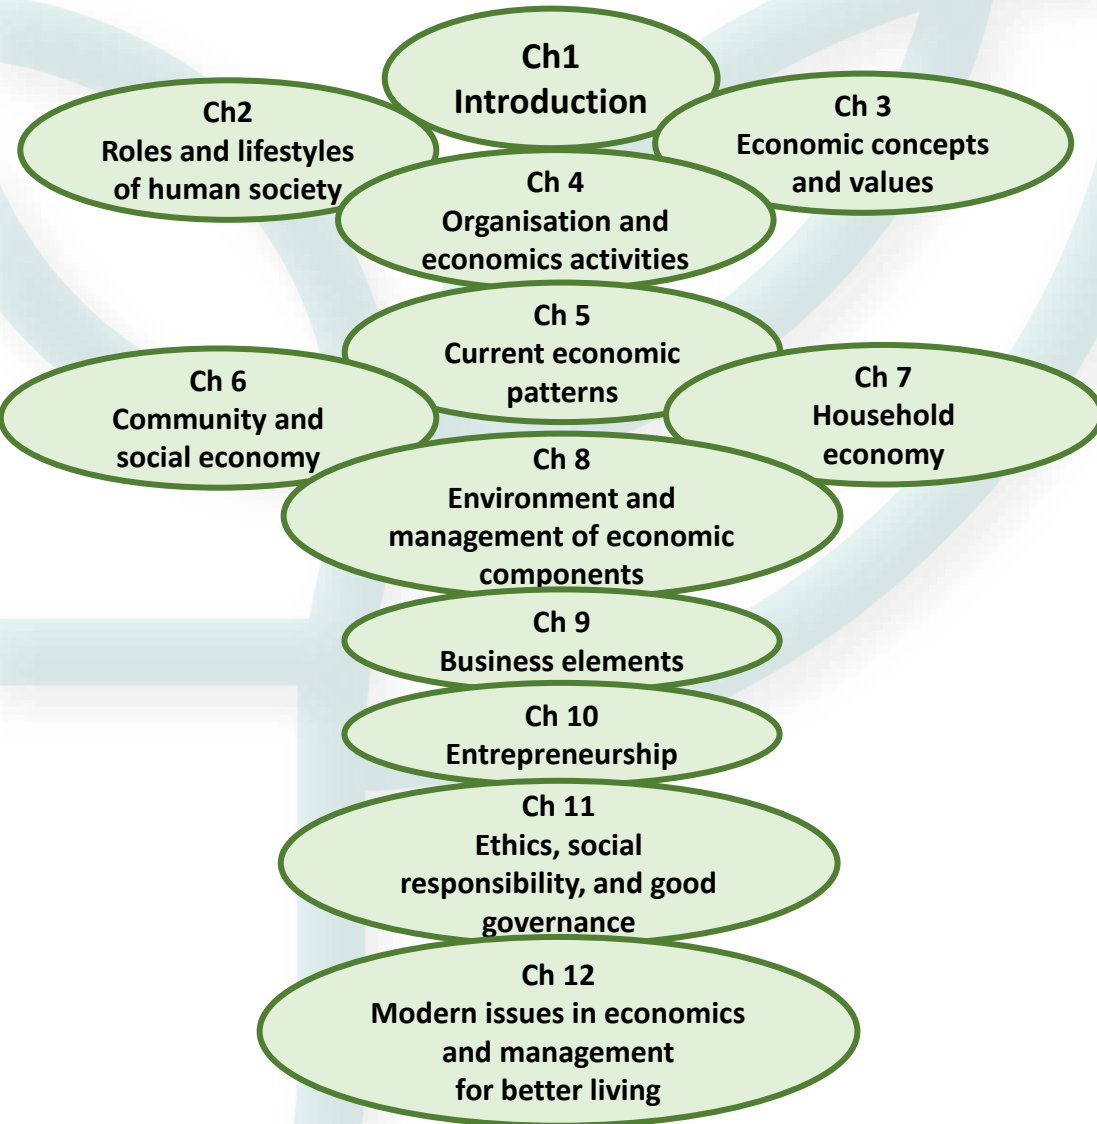 Ch1
Introduction
Ch2
Roles and lifestyles
of human society
Ch 3
Economic concepts
and values
Ch 4
Organisation and
economics activities
Ch 5
Current economic
patterns
Ch 6
Community and
social economy
Ch 7
Household
economy
Ch 8
Environment and
management of economic
components
Ch 9
Business elements
Ch 10
Entrepreneurship
Ch 11
Ethics, social
responsibility, and good
governance
Ch 12
Modern issues in economics
and management
for better living